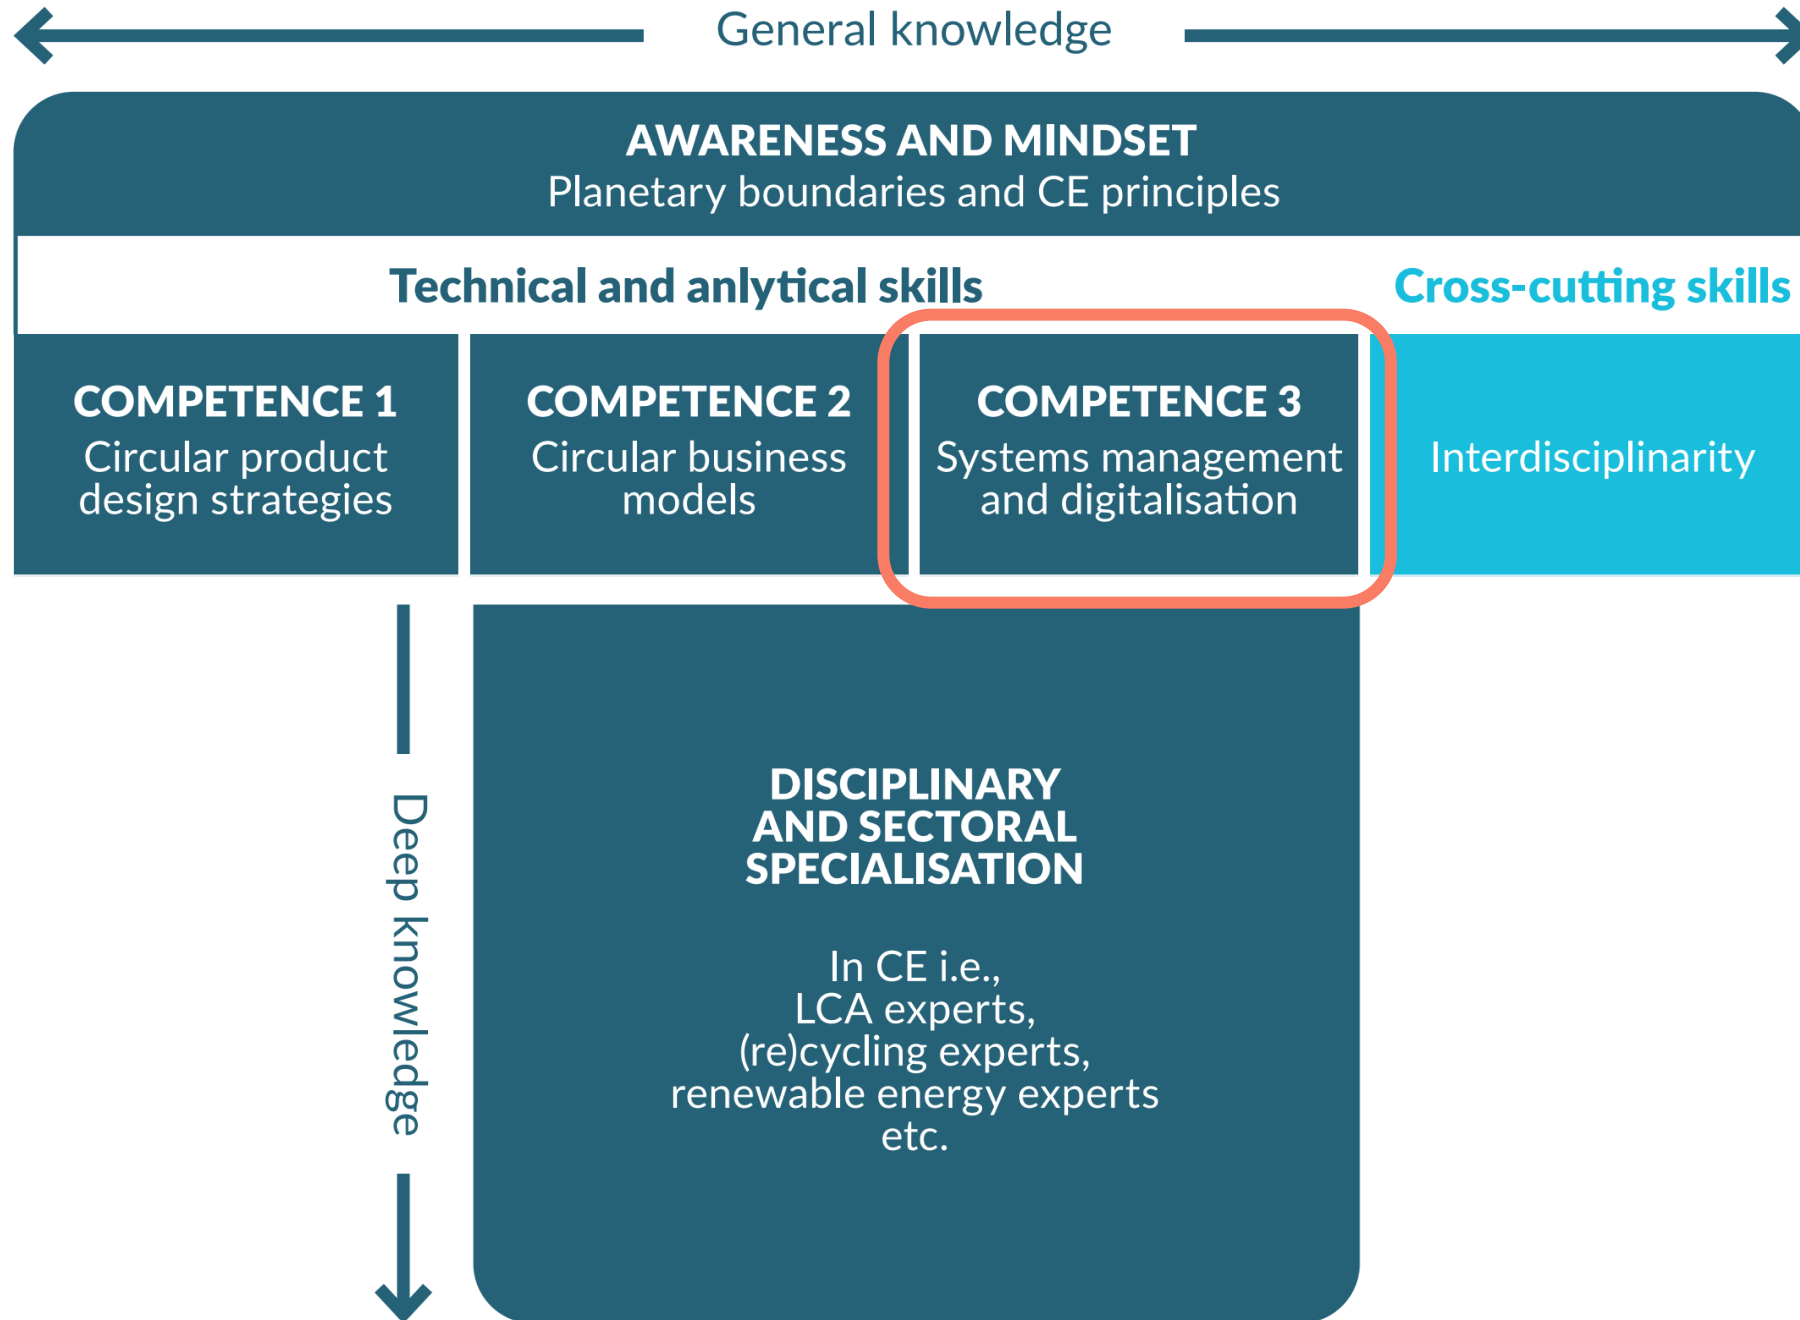 General knowledge
AWARENESS AND MINDSET
Planetary boundaries and CE principles
Technical and anlytical skills
Cross-cutting skills
COMPETENCE 1
Circular product
design strategies
COMPETENCE 2
Circular business
models
COMPETENCE 3
Systems management
and digitalisation
Interdisciplinarity
Deep knowledge
DISCIPLINARY
AND SECTORAL
SPECIALISATION
In CE i.e.,
LCA experts,
(re)cycling experts,
renewable energy experts
etc.